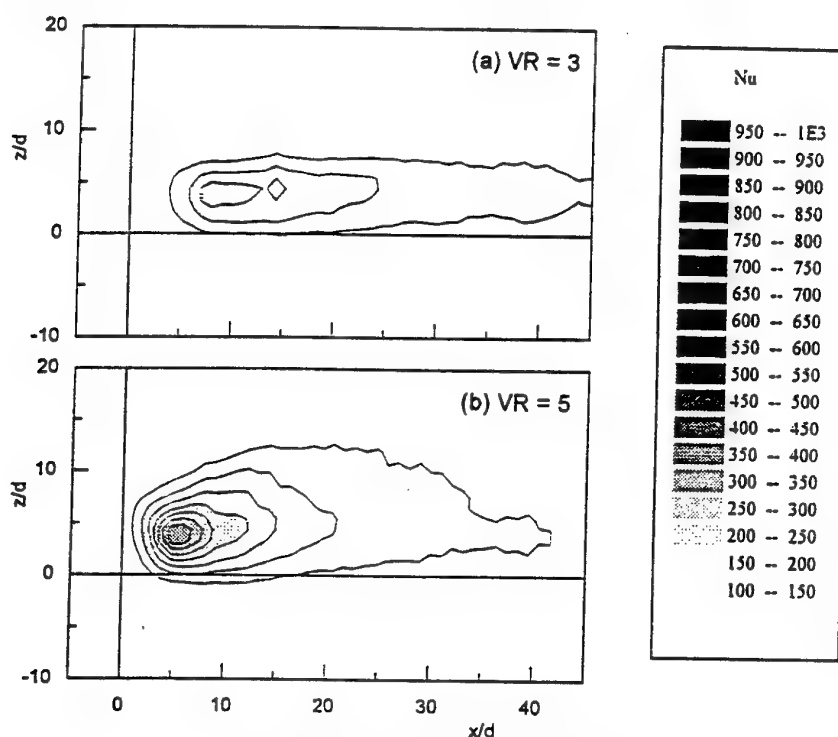 20
(a) VR = 3
10
z/d
0
-10
20
(b) VR = 5
10
z/d
0
-10
0
10
20
30
40
x/d
Nu
950 -- 1E3
900 -- 950
850 -- 900
800 -- 850
750 -- 800
700 -- 750
650 -- 700
600 -- 650
550 -- 600
500 -- 550
450 -- 500
400 -- 450
350 -- 400
300 -- 350
250 -- 300
200 -- 250
150 -- 200
100 -- 150